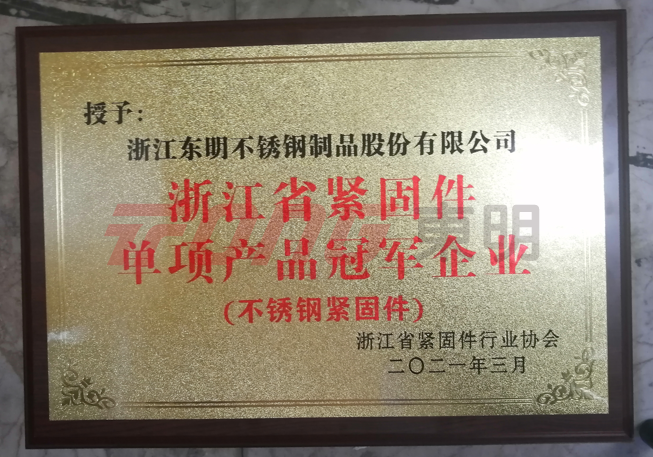 授予：
浙江东明不锈钢制品股份有限公司
浙江省紧固件
单项产品冠军企业
(不锈钢紧固件)
浙江省紧固件行业协会
二〇二一年三月
東明